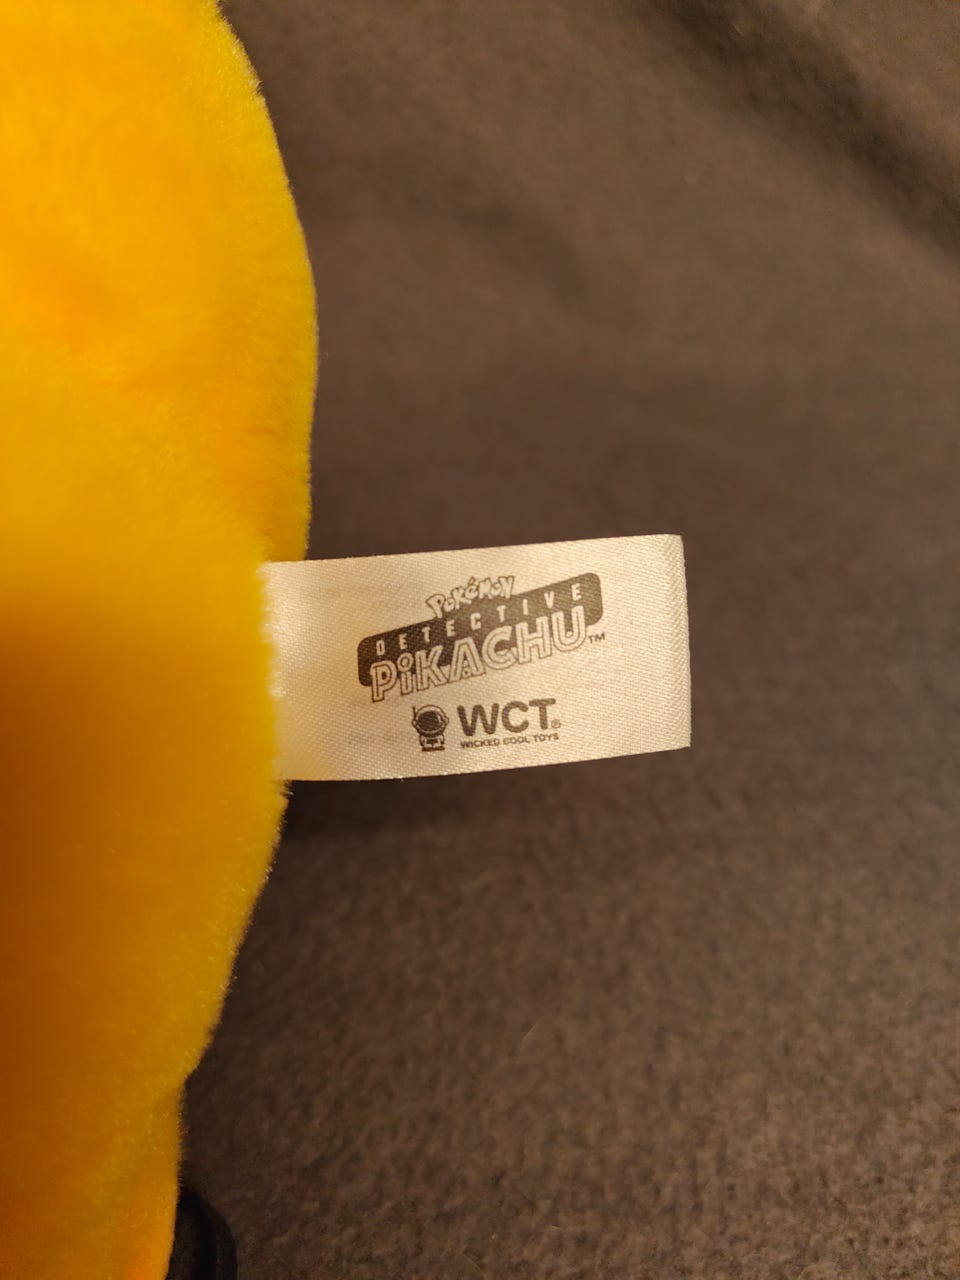 POKéMON
DETECTIVE
PiKACHU™
WCT®
WICKED COOL TOYS